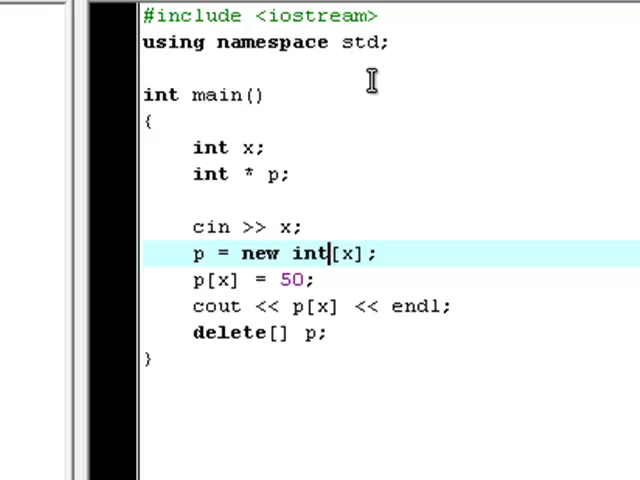 #include <iostream>
using namespace std;
int main()
{
int x;
int * p;
cin >> x;
p = new int[x];
p[x] = 50;
cout << p[x] << endl;
delete[] p;
}